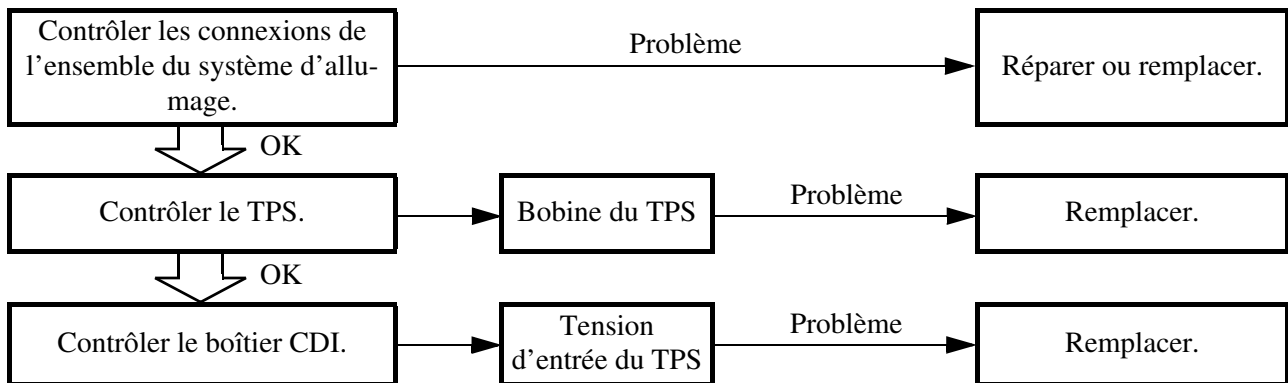 Contrôler les connexions de
l'ensemble du système d'allu-
mage.
Problème
Réparer ou remplacer.
OK
Contrôler le TPS.
Bobine du TPS
Problème
Remplacer.
OK
Contrôler le boîtier CDI.
Tension
d'entrée du TPS
Problème
Remplacer.